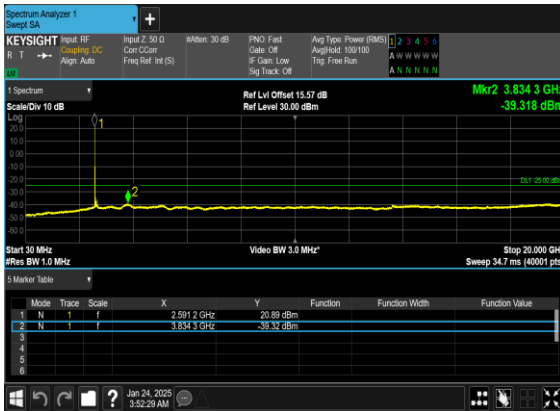 Spectrum Analyzer 1
Swept SA
+
KEYSIGHT
R T
Input: RF
Coupling: DC
Align: Auto
Input Z: 50 Ω
Corr CCorr
Freq Ref: Int (S)
#Atten: 30 dB
PNO: Fast
Gate: Off
IF Gain: Low
Sig Track: Off
Avg Type: Power (RMS)
Avg|Hold: 100/100
Trig: Free Run
1 2 3 4 5 6
A W W W W W
A N N N N N
1 Spectrum
Scale/Div 10 dB
Ref Lvl Offset 15.57 dB
Ref Level 30.00 dBm
Mkr2 3.834 3 GHz
-39.318 dBm
Log
20.0
10.0
0.00
-10.0
-20.0
-30.0
-40.0
-50.0
-60.0
1
2
DL1 -25.00 dBm
Start 30 MHz
#Res BW 1.0 MHz
Video BW 3.0 MHz*
Stop 20.000 GHz
Sweep 34.7 ms (40001 pts)
5 Marker Table
Mode Trace Scale X Y Function Function Width Function Value
1 N 1 f 2.591 2 GHz 20.89 dBm
2 N 1 f 3.834 3 GHz -39.32 dBm
3
4
5
6
?
Jan 24, 2025
3:52:29 AM